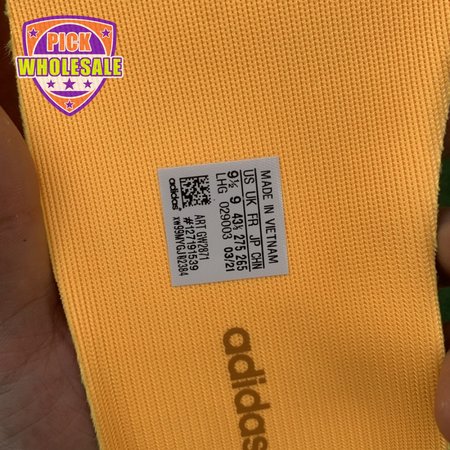 PICK
WHOLESALE
MADE IN VIETNAM
US UK FR JP CHN
9½ 9 43⅓ 275 265
LHG 029003 03/21
adidas
ART GW2871
#127191539
xw99MYGJN2384
adidas